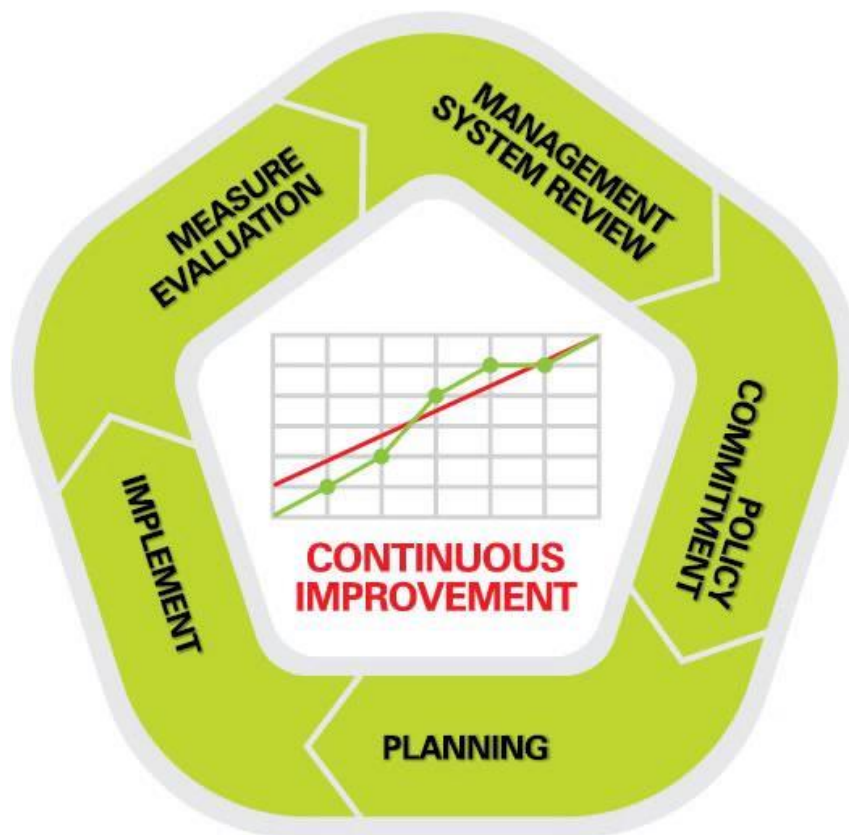 MANAGEMENT
SYSTEM REVIEW
POLICY
COMMITMENT
PLANNING
IMPLEMENT
MEASURE
EVALUATION
CONTINUOUS
IMPROVEMENT